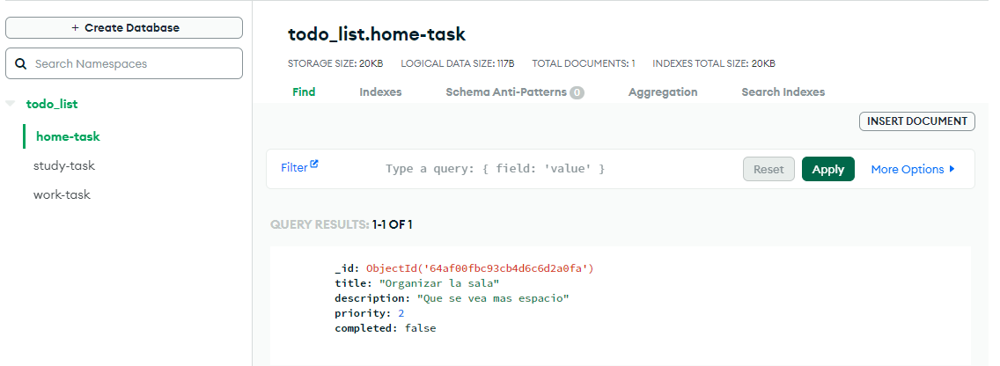 + Create Database
Search Namespaces
todo_list
home-task
study-task
work-task
todo_list.home-task
STORAGE SIZE: 20KB LOGICAL DATA SIZE: 117B TOTAL DOCUMENTS: 1 INDEXES TOTAL SIZE: 20KB
Find Indexes Schema Anti-Patterns 0 Aggregation Search Indexes
INSERT DOCUMENT
Filter Type a query: { field: 'value' } Reset Apply More Options
QUERY RESULTS: 1-1 OF 1
_id: ObjectId('64af00fbc93cb4d6c6d2a0fa')
title: "Organizar la sala"
description: "Que se vea mas espacio"
priority: 2
completed: false